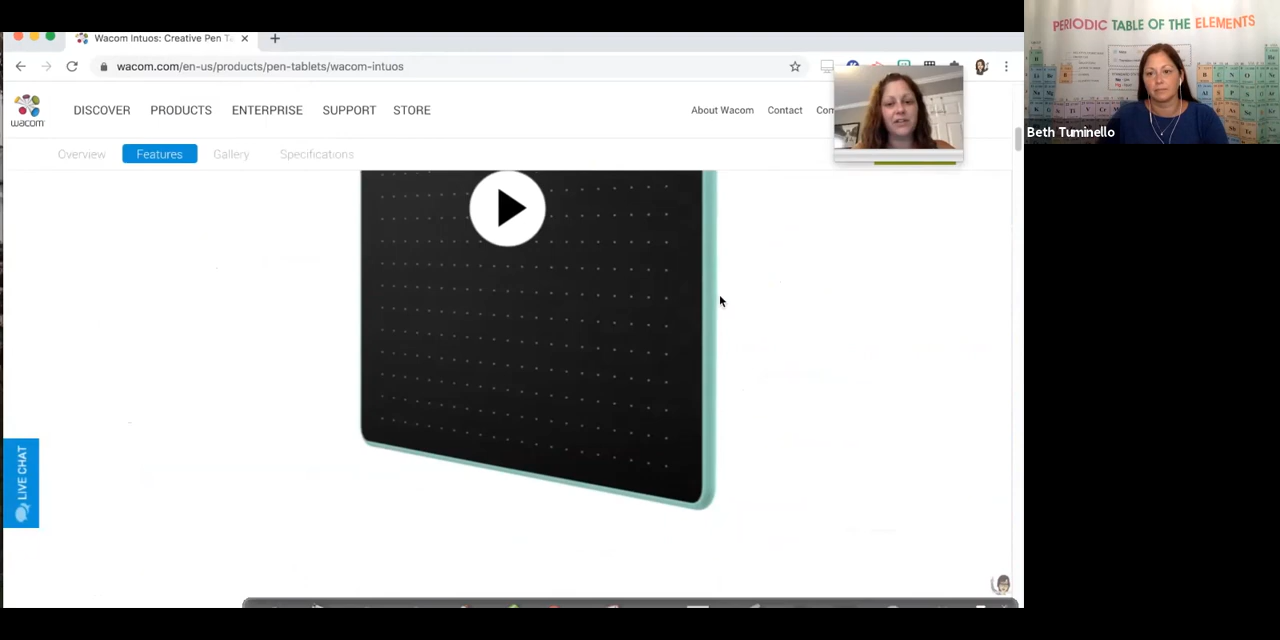 Wacom Intuos: Creative Pen Ta
wacom.com/en-us/products/pen-tablets/wacom-intuos
wacom
DISCOVER
PRODUCTS
ENTERPRISE
SUPPORT
STORE
About Wacom
Contact
Com
Overview
Features
Gallery
Specifications
LIVE CHAT
PERIODIC TABLE OF THE ELEMENTS
Beth Tuminello